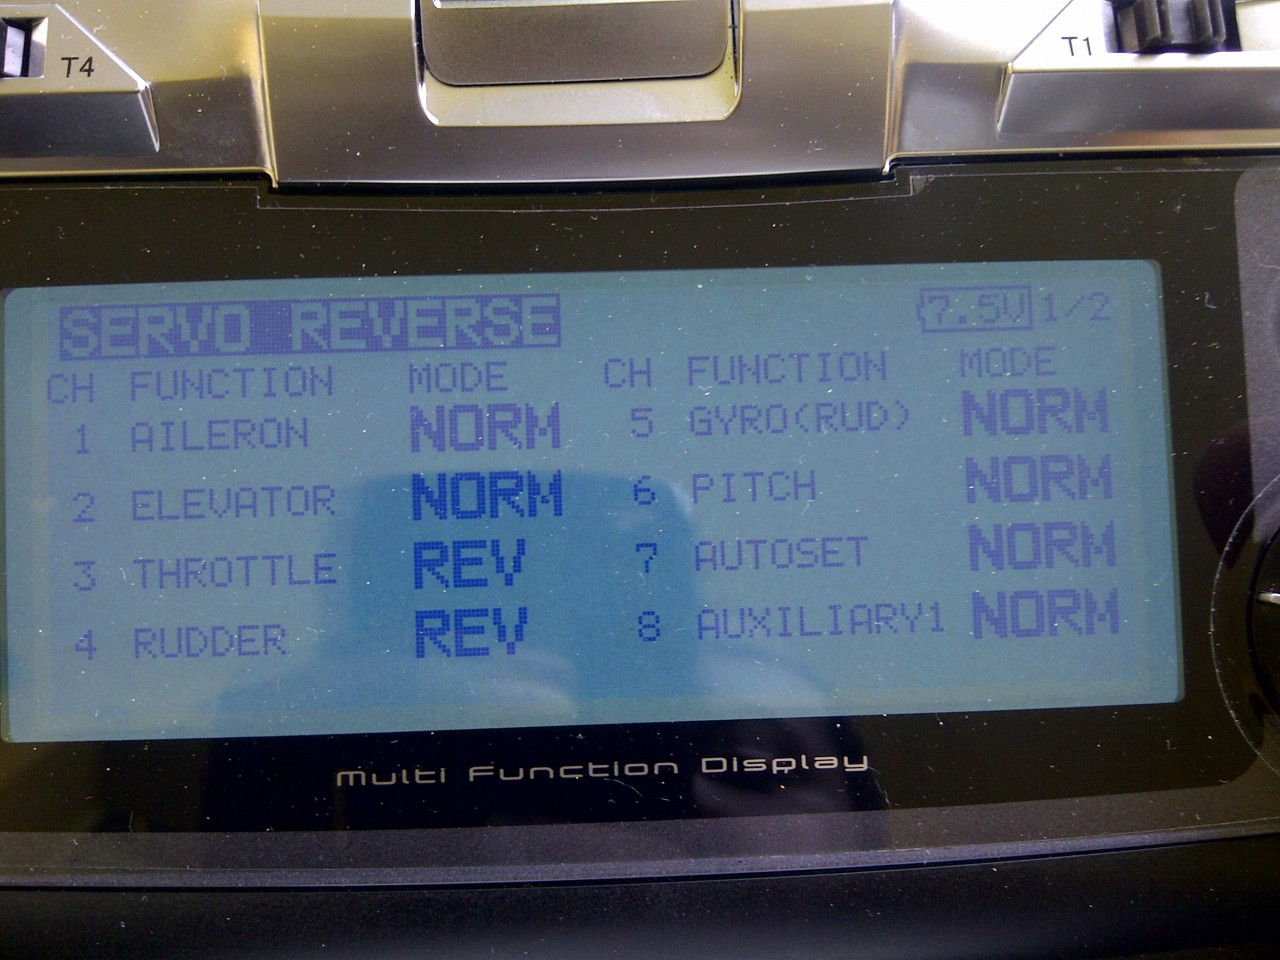 T4
T1
SERVO REVERSE 7.5V 1/2
CH FUNCTION MODE CH FUNCTION MODE
1 AILERON NORM 5 GYRO(RUD) NORM
2 ELEVATOR NORM 6 PITCH NORM
3 THROTTLE REV 7 AUTOSET NORM
4 RUDDER REV 8 AUXILIARY1 NORM
Multi Function Display